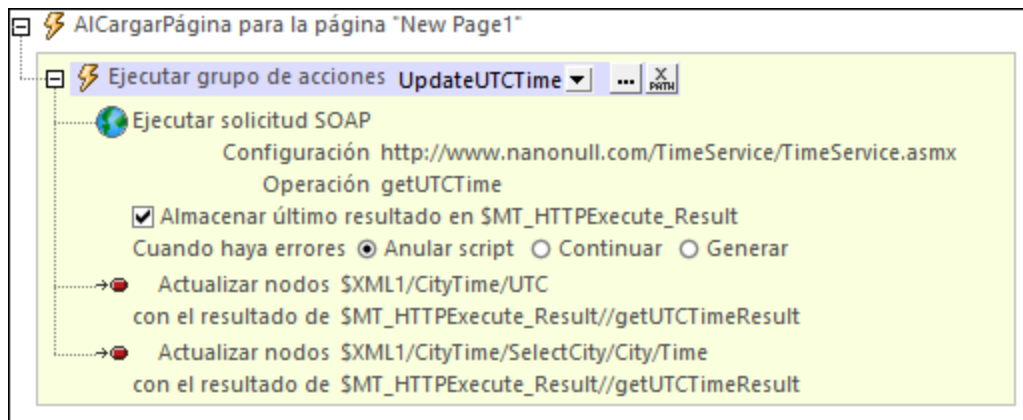 AlCargarPágina para la página "New Page1"
Ejecutar grupo de acciones UpdateUTCTime ... X PATH
Ejecutar solicitud SOAP
Configuración http://www.nanonull.com/TimeService/TimeService.asmx
Operación getUTCTime
Almacenar último resultado en $MT_HTTPExecute_Result
Cuando haya errores Anular script Continuar Generar
Actualizar nodos $XML1/CityTime/UTC
con el resultado de $MT_HTTPExecute_Result//getUTCTimeResult
Actualizar nodos $XML1/CityTime/SelectCity/City/Time
con el resultado de $MT_HTTPExecute_Result//getUTCTimeResult